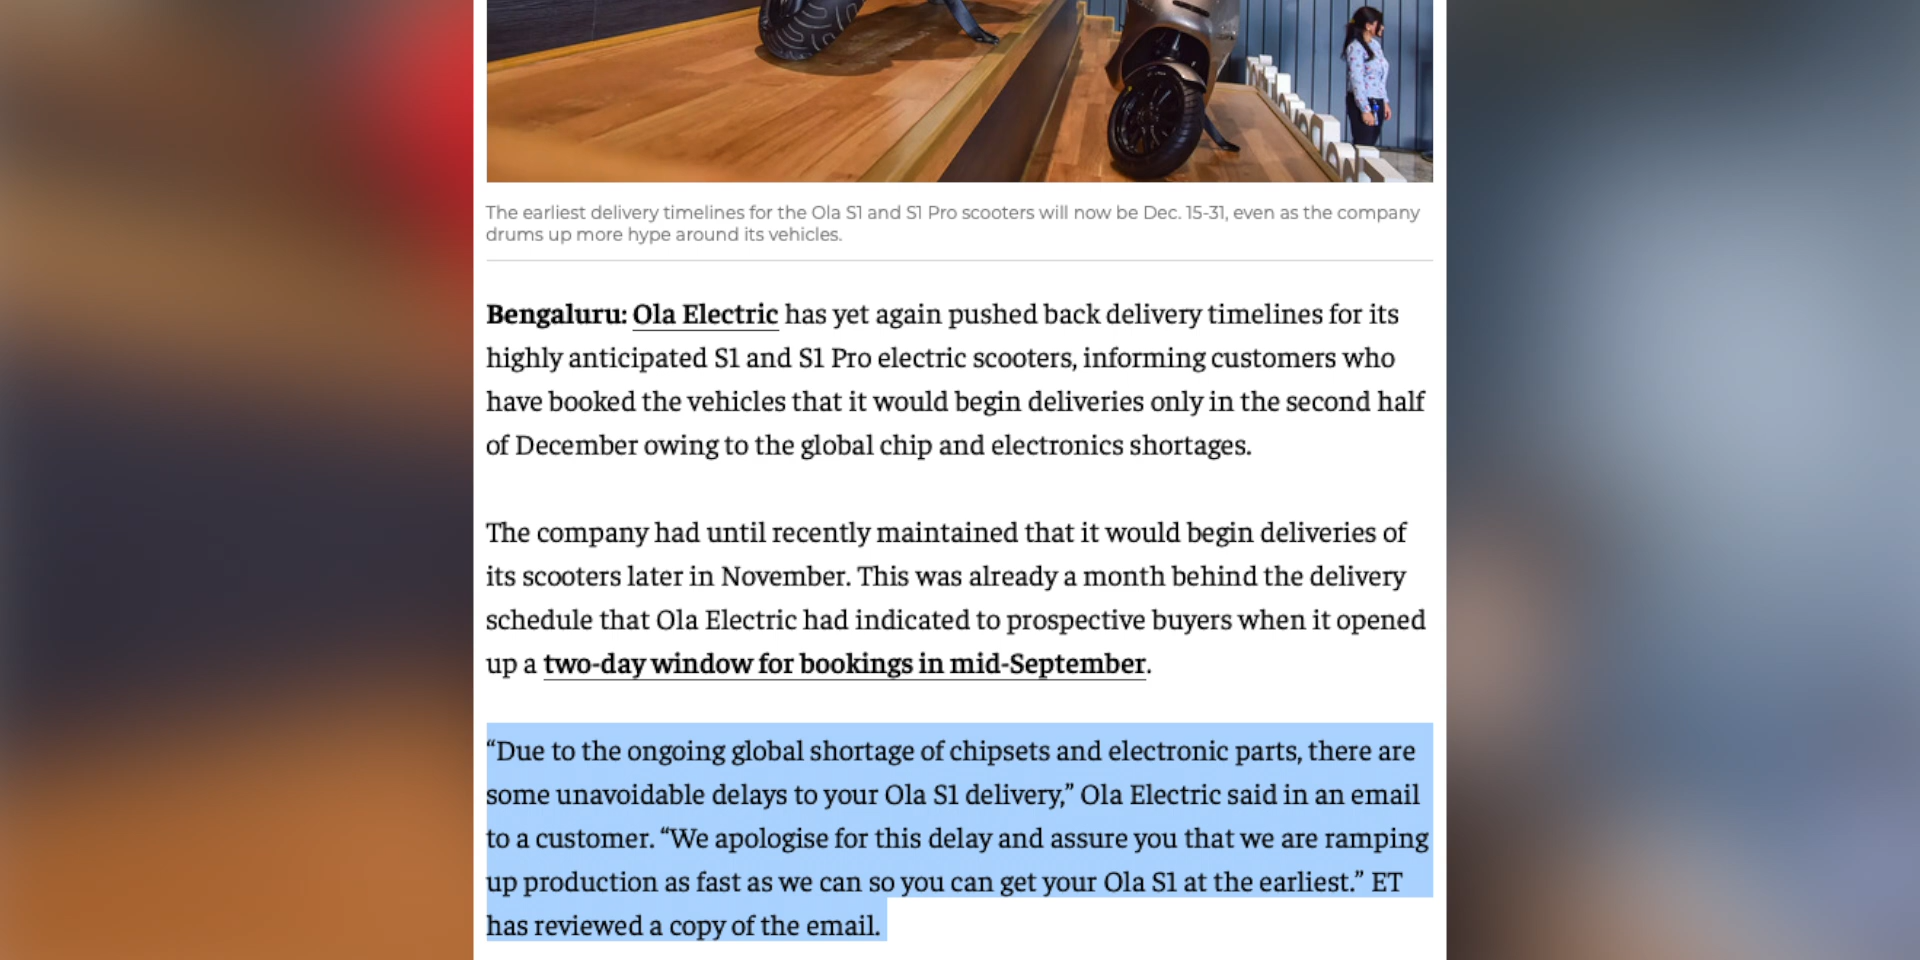 The earliest delivery timelines for the Ola S1 and S1 Pro scooters will now be Dec. 15-31, even as the company
drums up more hype around its vehicles.
Bengaluru: Ola Electric has yet again pushed back delivery timelines for its
highly anticipated S1 and S1 Pro electric scooters, informing customers who
have booked the vehicles that it would begin deliveries only in the second half
of December owing to the global chip and electronics shortages.
The company had until recently maintained that it would begin deliveries of
its scooters later in November. This was already a month behind the delivery
schedule that Ola Electric had indicated to prospective buyers when it opened
up a two-day window for bookings in mid-September.
“Due to the ongoing global shortage of chipsets and electronic parts, there are
some unavoidable delays to your Ola S1 delivery,” Ola Electric said in an email
to a customer. “We apologise for this delay and assure you that we are ramping
up production as fast as we can so you can get your Ola S1 at the earliest.” ET
has reviewed a copy of the email.